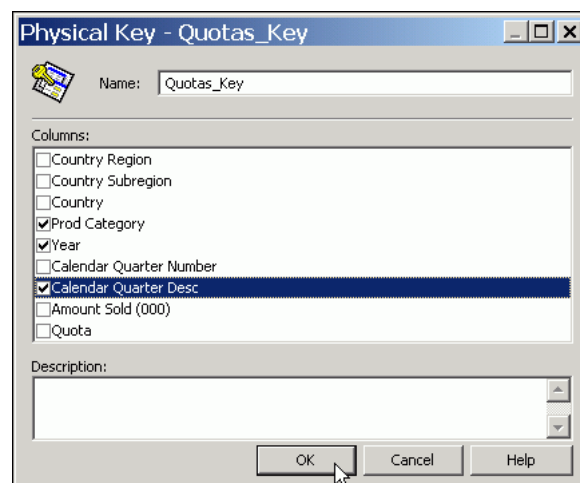 Physical Key - Quotas_Key
Name: Quotas_Key
Columns:
Country Region
Country Subregion
Country
Prod Category
Year
Calendar Quarter Number
Calendar Quarter Desc
Amount Sold (000)
Quota
Description:
OK Cancel Help